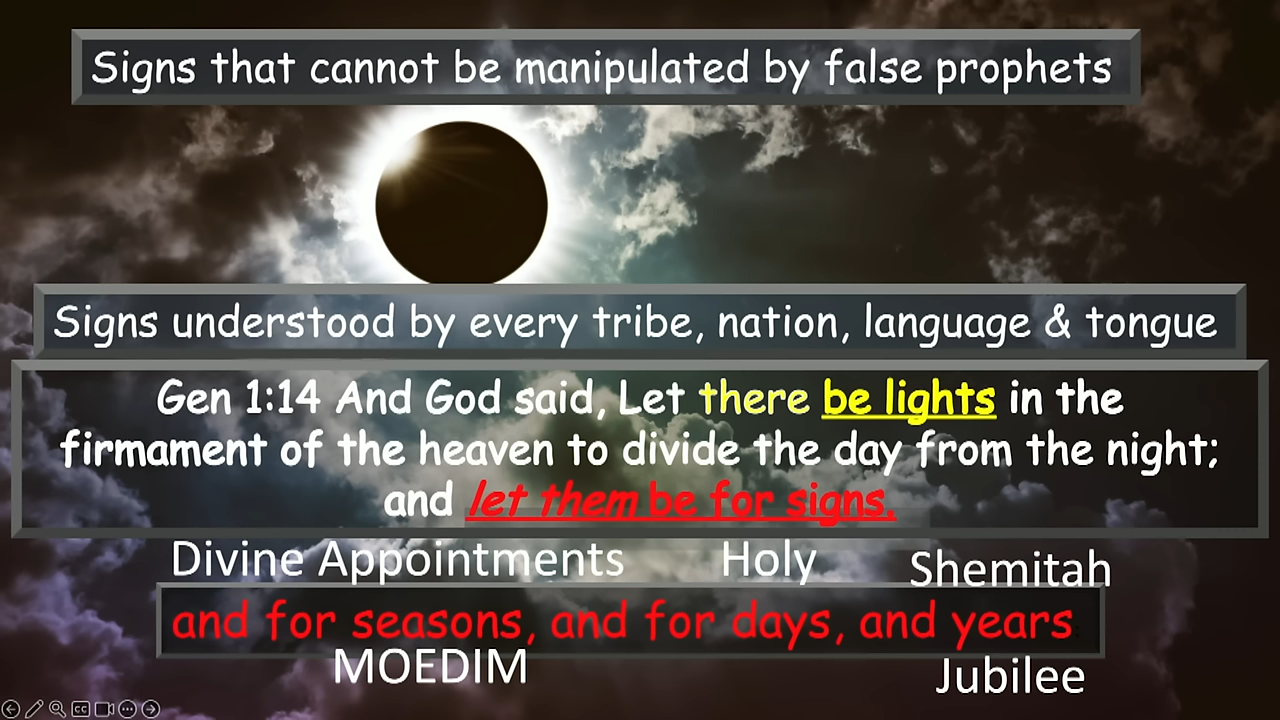 Signs that cannot be manipulated by false prophets
Signs understood by every tribe, nation, language & tongue
Gen 1:14 And God said, Let there be lights in the
firmament of the heaven to divide the day from the night;
and let them be for signs.
Divine Appointments Holy Shemitah
and for seasons, and for days, and years
MOEDIM Jubilee